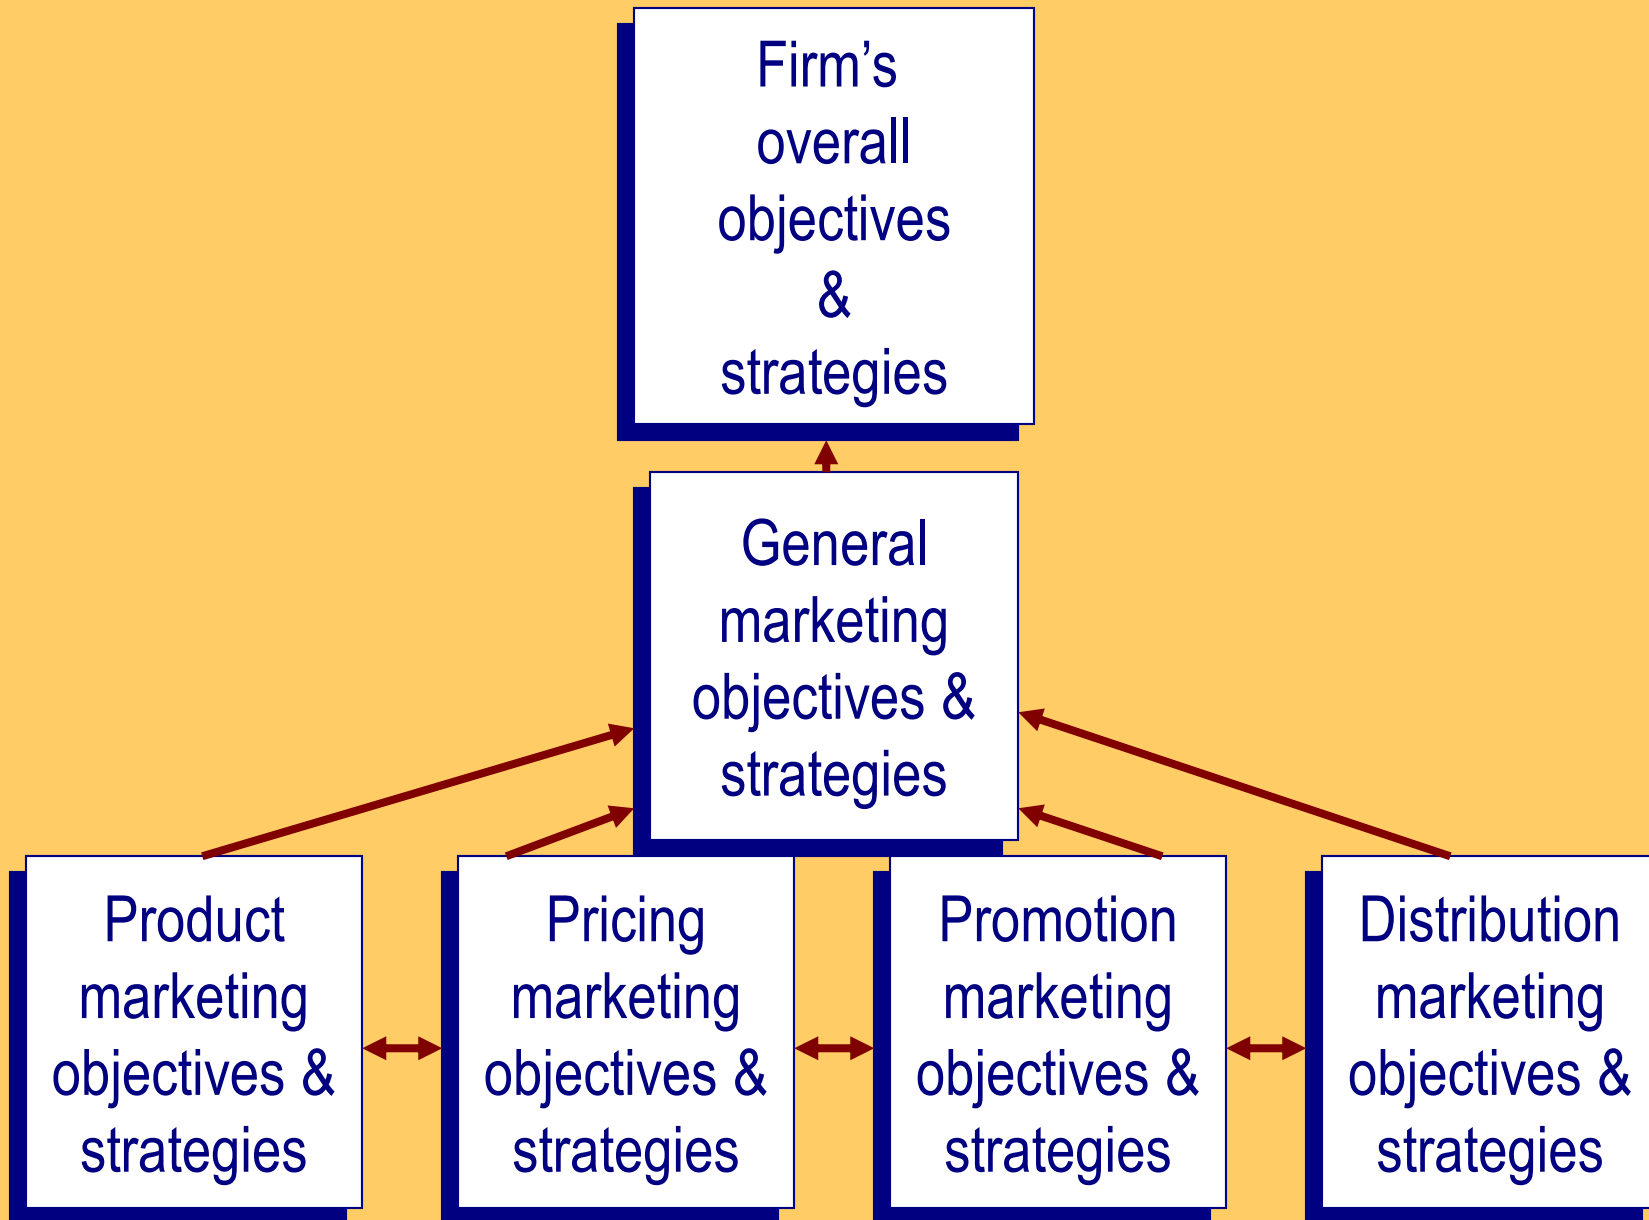 Firm’s
overall
objectives
&
strategies
General
marketing
objectives &
strategies
Product
marketing
objectives &
strategies
Pricing
marketing
objectives &
strategies
Promotion
marketing
objectives &
strategies
Distribution
marketing
objectives &
strategies